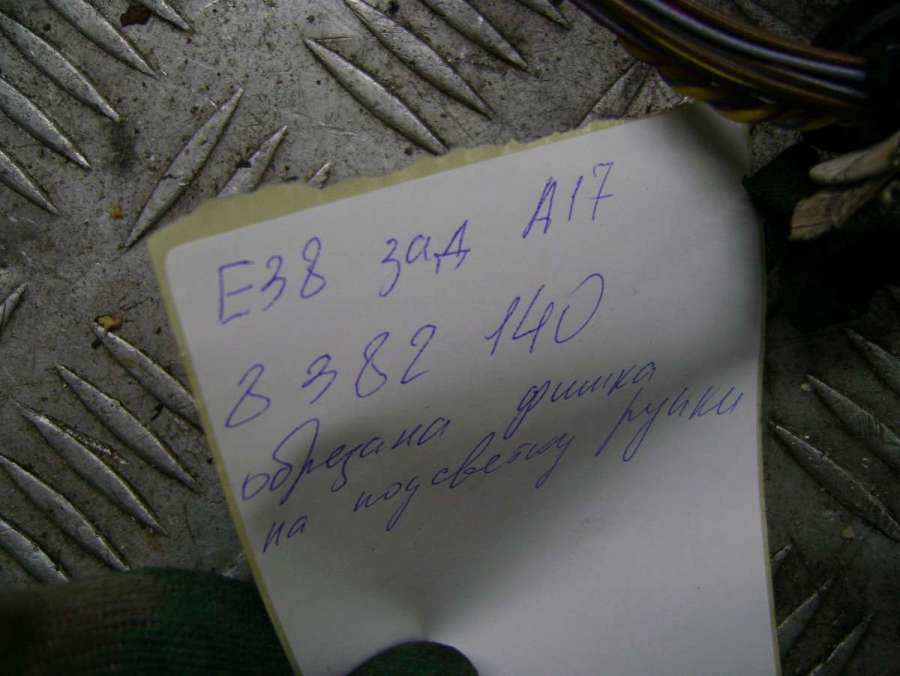 E38 зад A17
8 382 140
обрезана фишка
на подсветку ручки